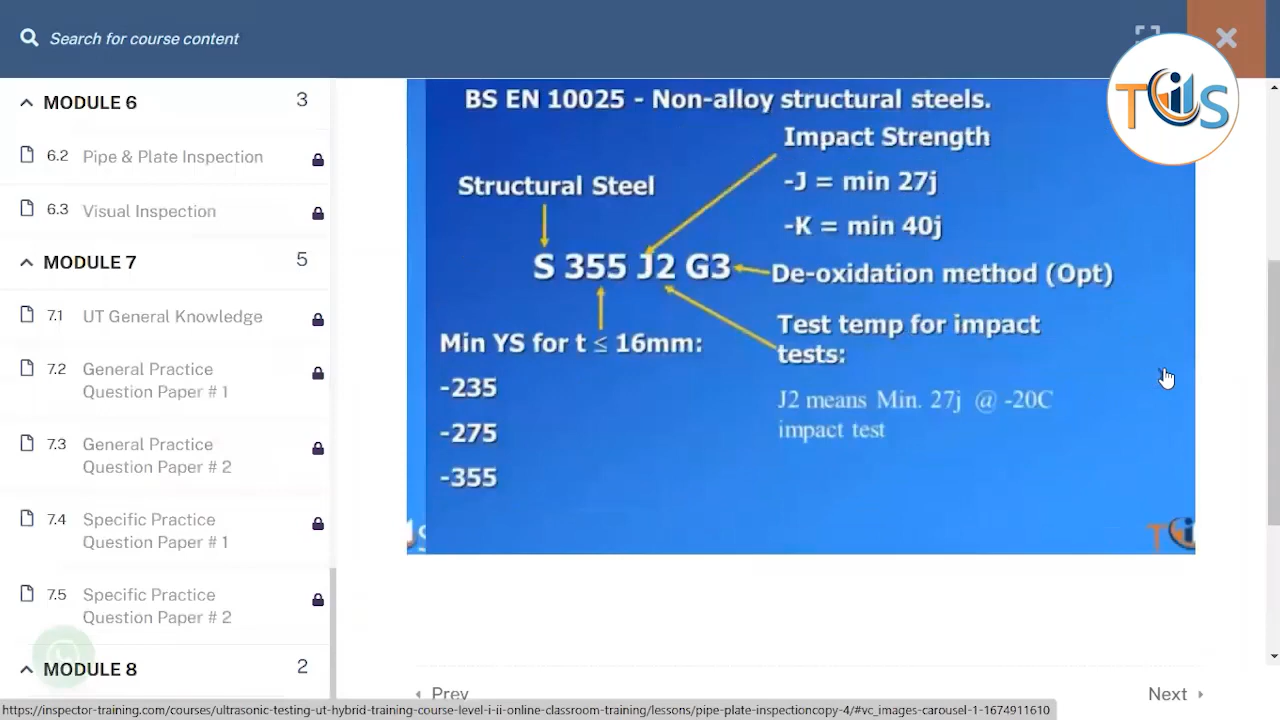 Search for course content
MODULE 6
3
6.2 Pipe & Plate Inspection
6.3 Visual Inspection
MODULE 7
5
7.1 UT General Knowledge
7.2 General Practice
Question Paper # 1
7.3 General Practice
Question Paper # 2
7.4 Specific Practice
Question Paper # 1
7.5 Specific Practice
Question Paper # 2
MODULE 8
2
TIS
BS EN 10025 - Non-alloy structural steels.
Impact Strength
-J = min 27j
-K = min 40j
Structural Steel
S 355 J2 G3
De-oxidation method (Opt)
Min YS for t ≤ 16mm:
-235
-275
-355
Test temp for impact
tests:
J2 means Min. 27j @ -20C
impact test
Prev
Next
https://inspector-training.com/courses/ultrasonic-testing-ut-hybrid-training-course-level-i-ii-online-classroom-training/lessons/pipe-plate-inspectioncopy-4/#vc_images-carousel-1-1674911610